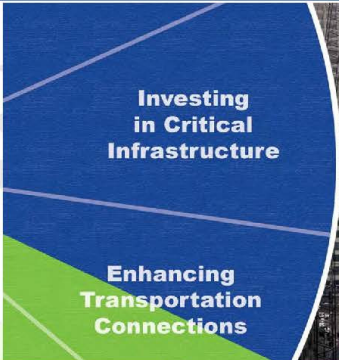 Investing
in Critical
Infrastructure
Enhancing
Transportation
Connections